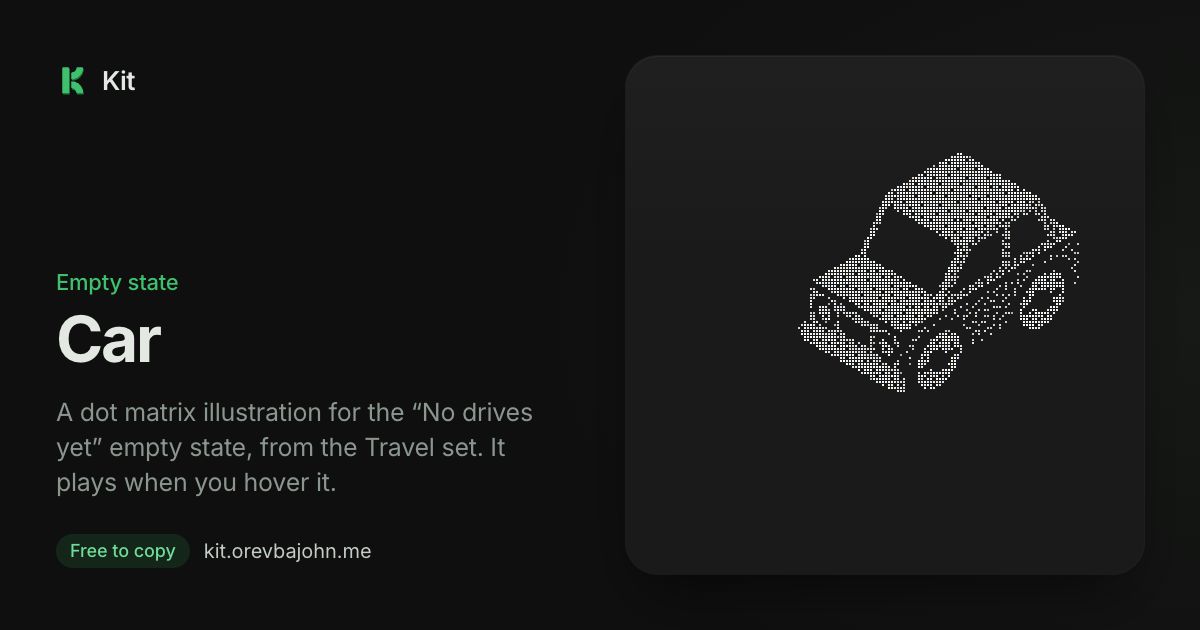 Kit
Empty state
Car
A dot matrix illustration for the “No drives
yet” empty state, from the Travel set. It
plays when you hover it.
Free to copy
kit.orevbajohn.me